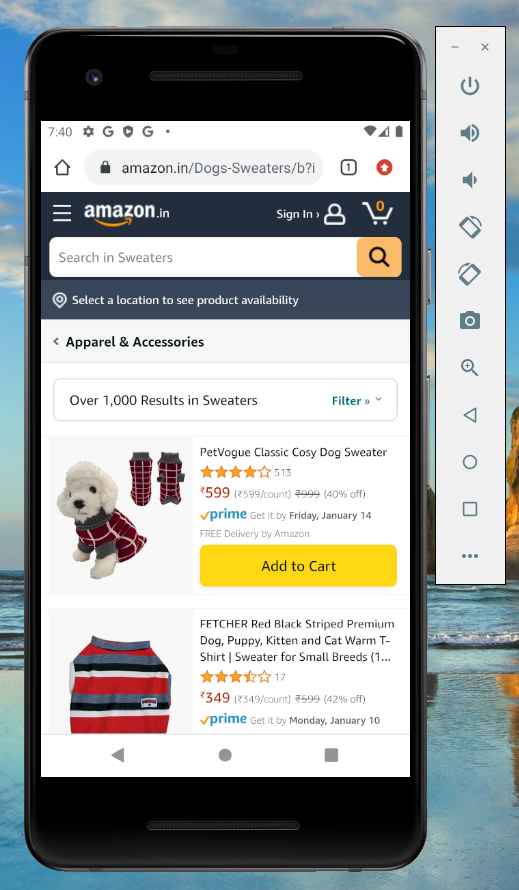 7:40
amazon.in/Dogs-Sweaters/b?i
1
amazon.in
Sign In ›
0
Search in Sweaters
Select a location to see product availability
‹ Apparel & Accessories
Over 1,000 Results in Sweaters
Filter »
PetVogue Classic Cosy Dog Sweater
513
₹599 (₹599/count) ₹999 (40% off)
prime Get it by Friday, January 14
FREE Delivery by Amazon
Add to Cart
FETCHER Red Black Striped Premium
Dog, Puppy, Kitten and Cat Warm T-
Shirt | Sweater for Small Breeds (1...
17
₹349 (₹349/count) ₹599 (42% off)
prime Get it by Monday, January 10